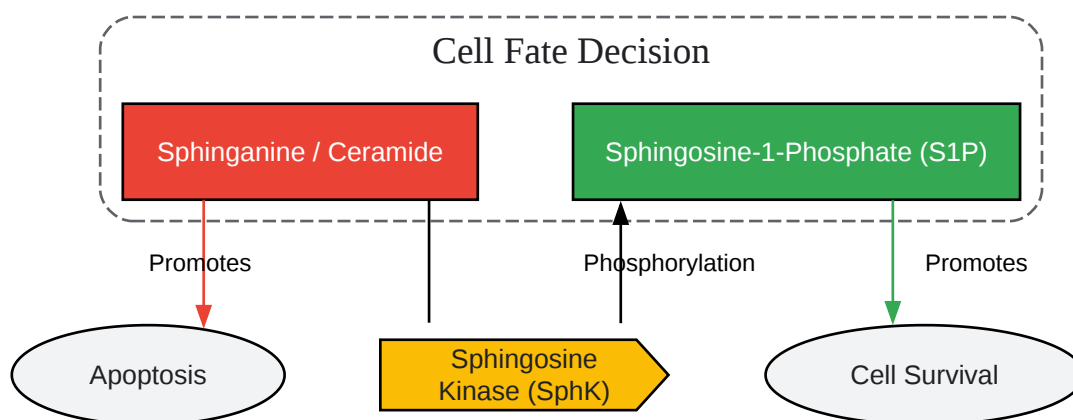 Cell Fate Decision
Sphinganine / Ceramide
Sphingosine-1-Phosphate (S1P)
Promotes
Phosphorylation
Promotes
Apoptosis
Sphingosine
Kinase (SphK)
Cell Survival